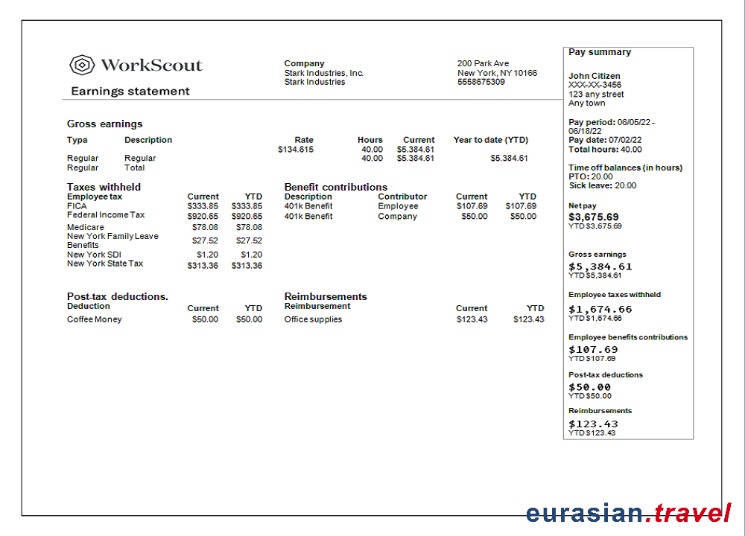 WorkScout
Earnings statement
Company
Stark Industries, Inc.
Stark Industries
200 Park Ave
New York, NY 10166
5558675309
Gross earnings
Typa Description Rate Hours Current Year to date (YTD)
$134.615 40.00 $5.384.61
Regular Regular 40.00 $5.384.61 $5.384.61
Regular Total
Taxes withheld
Employee tax Current YTD
FICA $333.85 $333.85
Federal Income Tax $920.65 $920.65
Medicare $78.08 $78.08
New York Family Leave
Benefits $27.52 $27.52
New York SDI $1.20 $1.20
New York State Tax $313.36 $313.36
Benefit contributions
Description Contributor Current YTD
401k Benefit Employee $107.69 $107.69
401k Benefit Company $50.00 $50.00
Post-tax deductions.
Deduction Current YTD
Coffee Money $50.00 $50.00
Reimbursements
Reimbursement Current YTD
Office supplies $123.43 $123.43
Pay summary
John Citizen
XXX-XX-3456
123 any street
Any town
Pay period: 06/05/22 -
06/18/22
Pay date: 07/02/22
Total hours: 40.00
Time off balances (in hours)
PTO: 20.00
Sick leave: 20.00
Net pay
$3,675.69
YTD $3,675.69
Gross earnings
$5,384.61
YTD $5,384.61
Employee taxes withheld
$1,674.66
YTD $1,674.66
Employee benefits contributions
$107.69
YTD $107.69
Post-tax deductions
$50.00
YTD $50.00
Reimbursements
$123.43
YTD $123.43
eurasian.travel